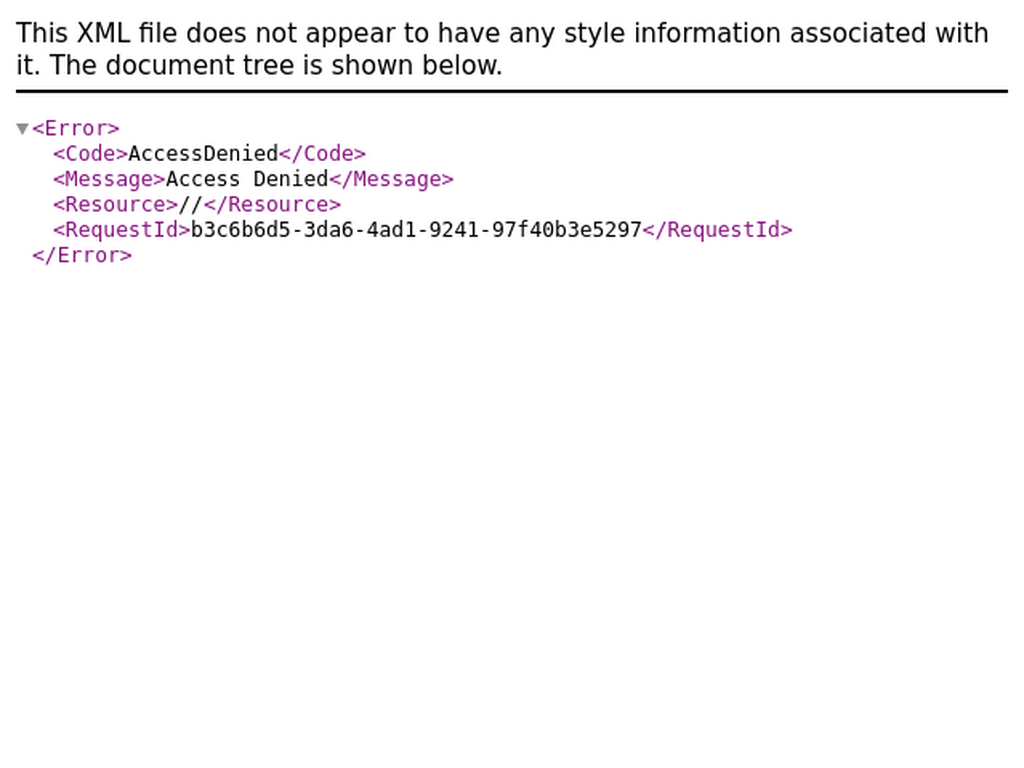 This XML file does not appear to have any style information associated with
it. The document tree is shown below.
▼<Error>
<Code>AccessDenied</Code>
<Message>Access Denied</Message>
<Resource>//</Resource>
<RequestId>b3c6b6d5-3da6-4ad1-9241-97f40b3e5297</RequestId>
</Error>